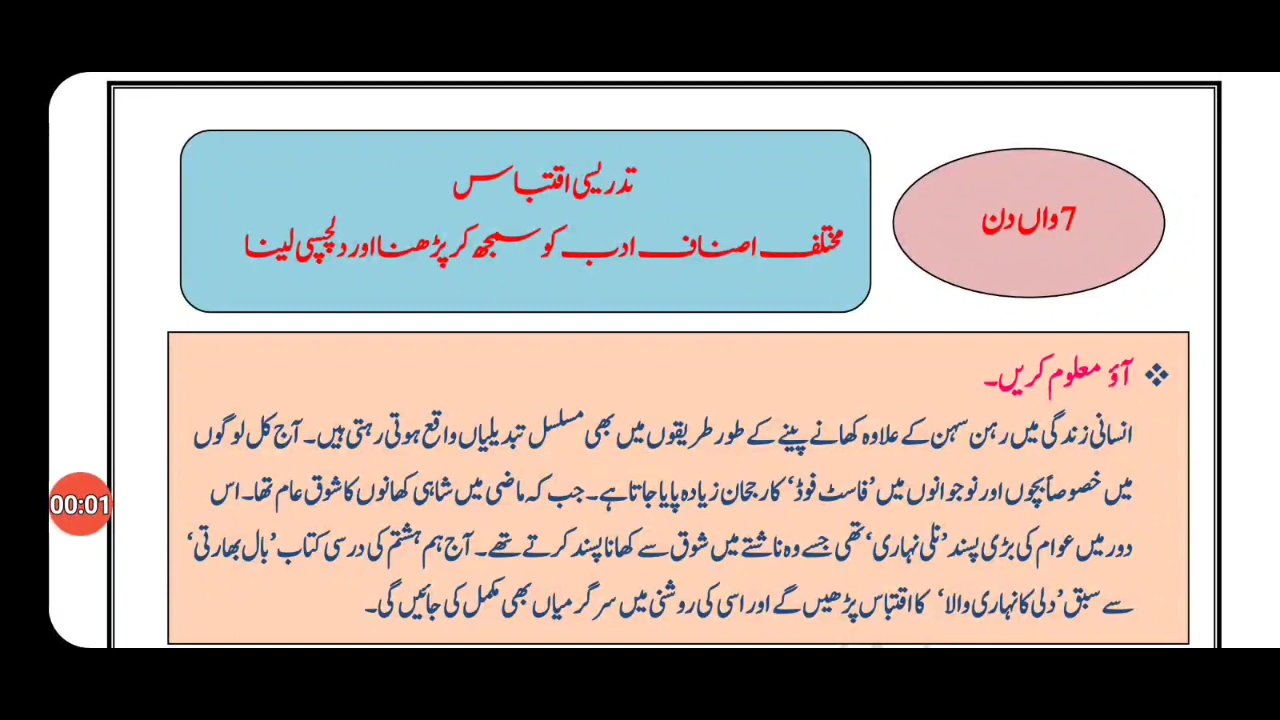 7 واں دن
تدریسی اقتباس
مختلف اصناف ادب کو سمجھ کر پڑھنا اور دلچسپی لینا
❖ آؤ معلوم کریں۔
انسانی زندگی میں رہن سہن کے علاوہ کھانے پینے کے طور طریقوں میں بھی مسلسل تبدیلیاں واقع ہوتی رہتی ہیں۔ آج کل لوگوں
میں خصوصاً بچوں اور نوجوانوں میں ’فاسٹ فوڈ‘ کا رجحان زیادہ پایا جاتا ہے۔ جب کہ ماضی میں شاہی کھانوں کا شوق عام تھا۔ اس
دور میں عوام کی بڑی پسند ’نلی نہاری‘ تھی جسے وہ ناشتے میں شوق سے کھانا پسند کرتے تھے۔ آج ہم ہشتم کی درسی کتاب ’بال بھارتی‘
سے سبق ’دلی کا نہاری والا‘ کا اقتباس پڑھیں گے اور اسی کی روشنی میں سرگرمیاں بھی مکمل کی جائیں گی۔
00:01